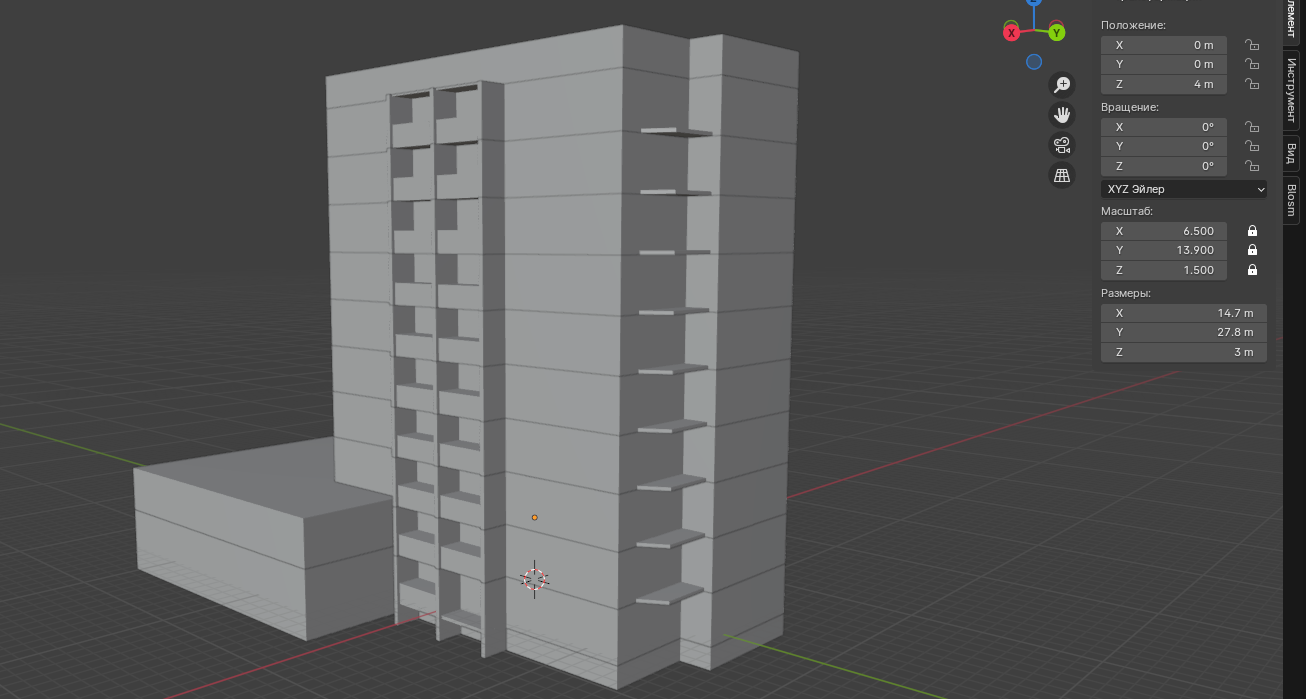 Положение:
X 0 m
Y 0 m
Z 4 m
Вращение:
X 0°
Y 0°
Z 0°
XYZ Эйлер
Масштаб:
X 6.500
Y 13.900
Z 1.500
Размеры:
X 14.7 m
Y 27.8 m
Z 3 m
X
Y
Инструмент
Вид
Blosm